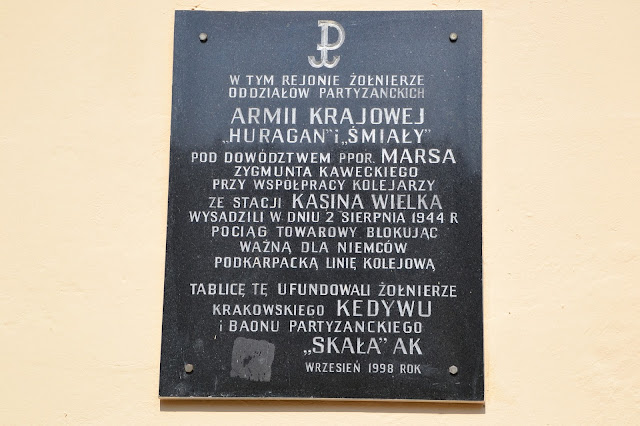 W TYM REJONIE ŻOŁNIERZE
ODDZIAŁÓW PARTYZANCKICH
ARMII KRAJOWEJ
„HURAGAN" i „ŚMIAŁY"
POD DOWÓDZTWEM PPOR. MARSA
ZYGMUNTA KAWECKIEGO
PRZY WSPÓŁPRACY KOLEJARZY
ZE STACJI KASINA WIELKA
WYSADZILI W DNIU 2 SIERPNIA 1944 R
POCIĄG TOWAROWY BLOKUJĄC
WAŻNĄ DLA NIEMCÓW
PODKARPACKĄ LINIĘ KOLEJOWĄ
TABLICĘ TĘ UFUNDOWALI ŻOŁNIERZE
KRAKOWSKIEGO KEDYWU
i BAONU PARTYZANCKIEGO
„SKAŁA" AK
WRZESIEŃ 1998 ROK